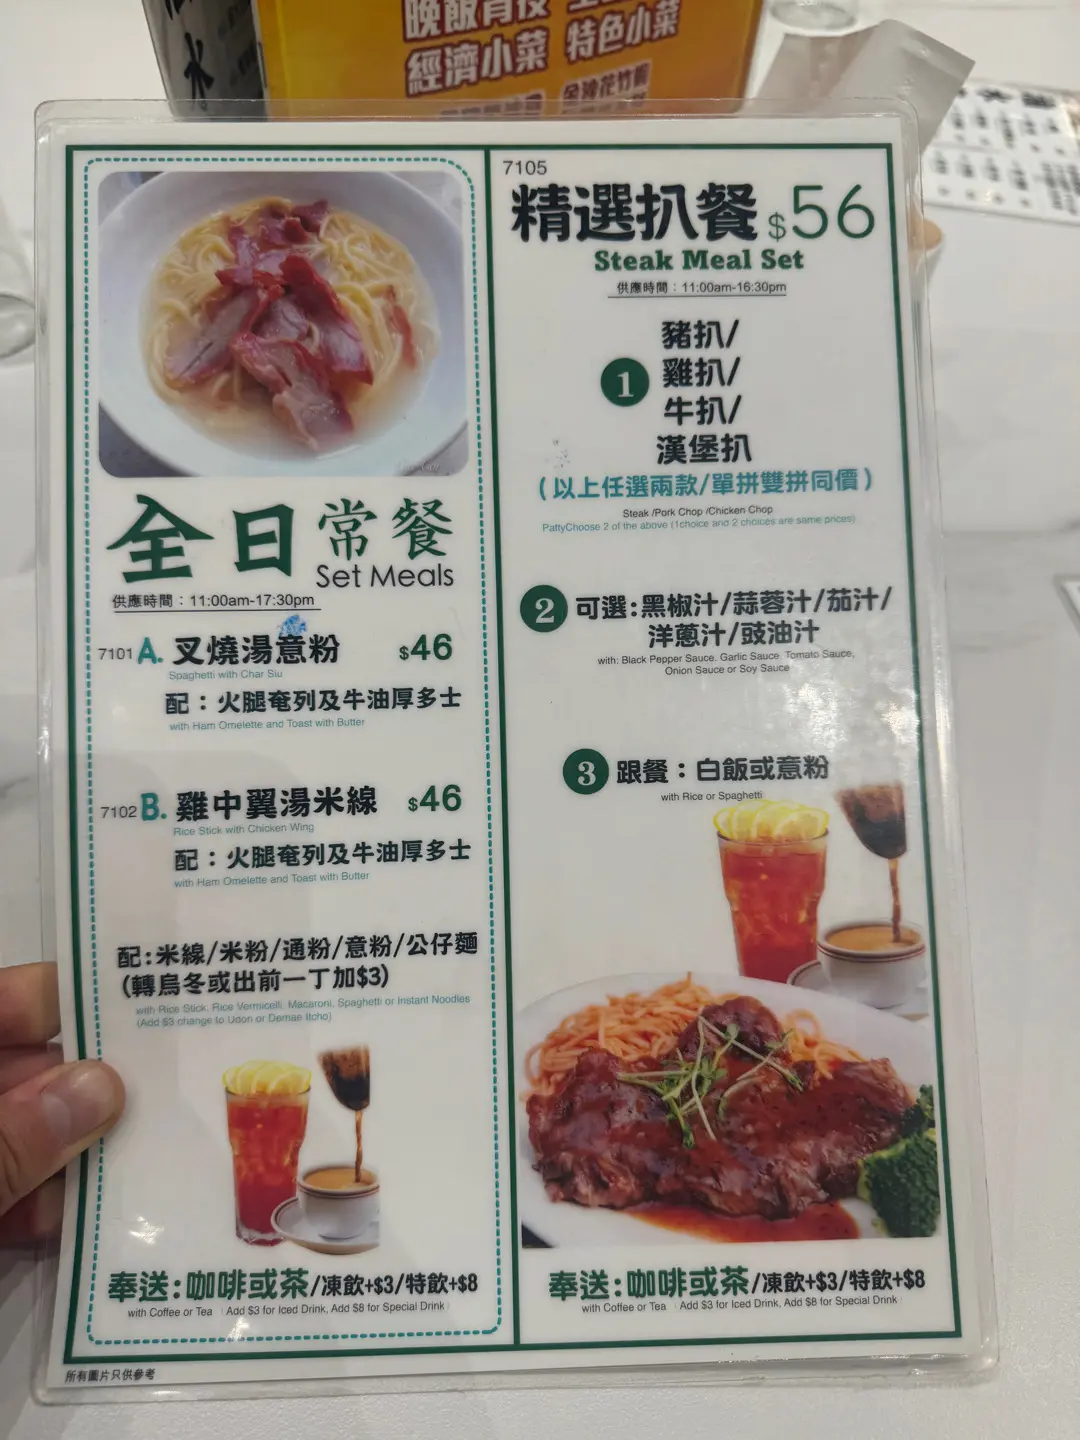 水
晚飯宵夜
經濟小菜
特色小菜
7101 A. 叉燒湯意粉 $46
全日常餐
Set Meals
供應時間：11:00am-17:30pm
Spaghetti with Char Siu
配：火腿奄列及牛油厚多士
with Ham Omelette and Toast with Butter
7102 B. 雞中翼湯米線 $46
Rice Stick with Chicken Wing
配：火腿奄列及牛油厚多士
with Ham Omelette and Toast with Butter
配:米線/米粉/通粉/意粉/公仔麵
(轉烏冬或出前一丁加$3)
with Rice Stick, Rice Vermicelli, Macaroni, Spaghetti or Instant Noodles
(Add $3 change to Udon or Demae Itcho)
奉送:咖啡或茶/凍飲+$3/特飲+$8
with Coffee or Tea ( Add $3 for Iced Drink, Add $8 for Special Drink )
所有圖片只供參考
7105
精選扒餐 $56
Steak Meal Set
供應時間：11:00am-16:30pm
1
豬扒/
雞扒/
牛扒/
漢堡扒
(以上任選兩款/單拼雙拼同價)
Steak /Pork Chop /Chicken Chop
PattyChoose 2 of the above (1choice and 2 choices are same prices)
2 可選:黑椒汁/蒜蓉汁/茄汁/
洋蔥汁/豉油汁
with: Black Pepper Sauce, Garlic Sauce, Tomato Sauce,
Onion Sauce or Soy Sauce
3 跟餐：白飯或意粉
with Rice or Spaghetti
奉送:咖啡或茶/凍飲+$3/特飲+$8
with Coffee or Tea ( Add $3 for Iced Drink, Add $8 for Special Drink )